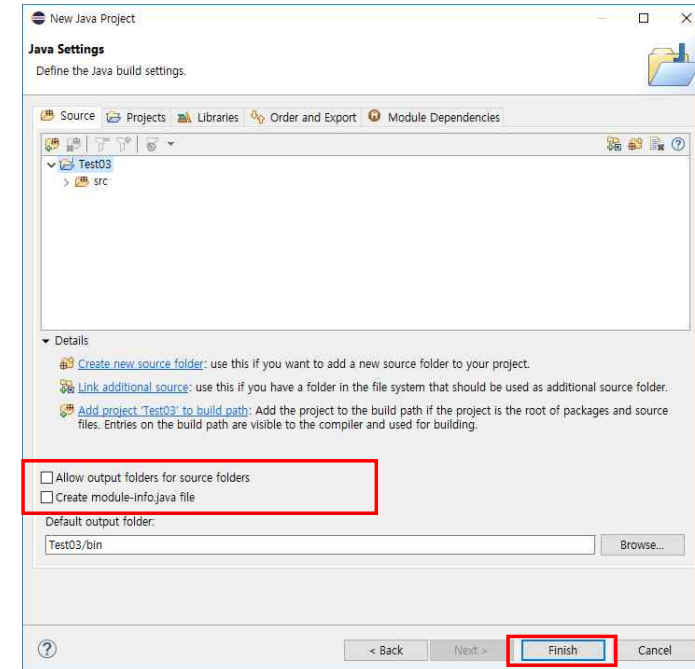 New Java Project
Java Settings
Define the Java build settings.
Source Projects Libraries Order and Export Module Dependencies
Test03
src
Details
Create new source folder: use this if you want to add a new source folder to your project.
Link additional source: use this if you have a folder in the file system that should be used as additional source folder.
Add project 'Test03' to build path: Add the project to the build path if the project is the root of packages and source
files. Entries on the build path are visible to the compiler and used for building.
Allow output folders for source folders
Create module-info.java file
Default output folder:
Test03/bin Browse...
< Back Next > Finish Cancel